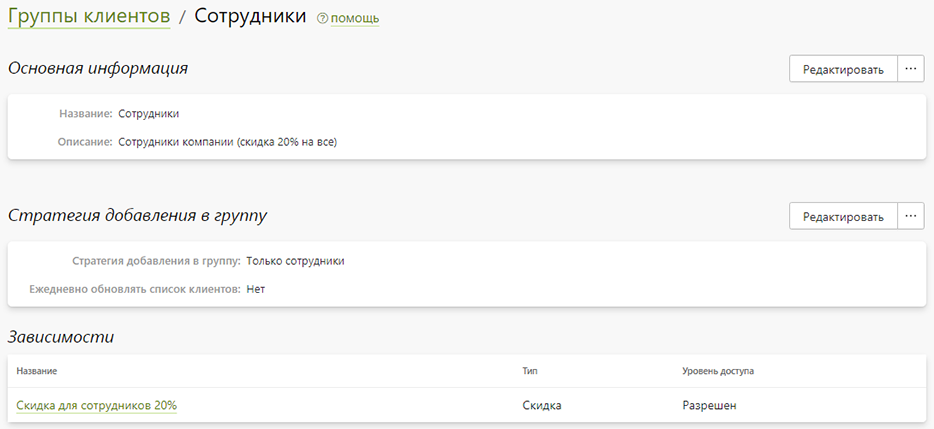 Группы клиентов / Сотрудники ? помощь
Основная информация
Редактировать ...
Название: Сотрудники
Описание: Сотрудники компании (скидка 20% на все)
Стратегия добавления в группу
Редактировать ...
Стратегия добавления в группу: Только сотрудники
Ежедневно обновлять список клиентов: Нет
Зависимости
Название Тип Уровень доступа
Скидка для сотрудников 20% Скидка Разрешен